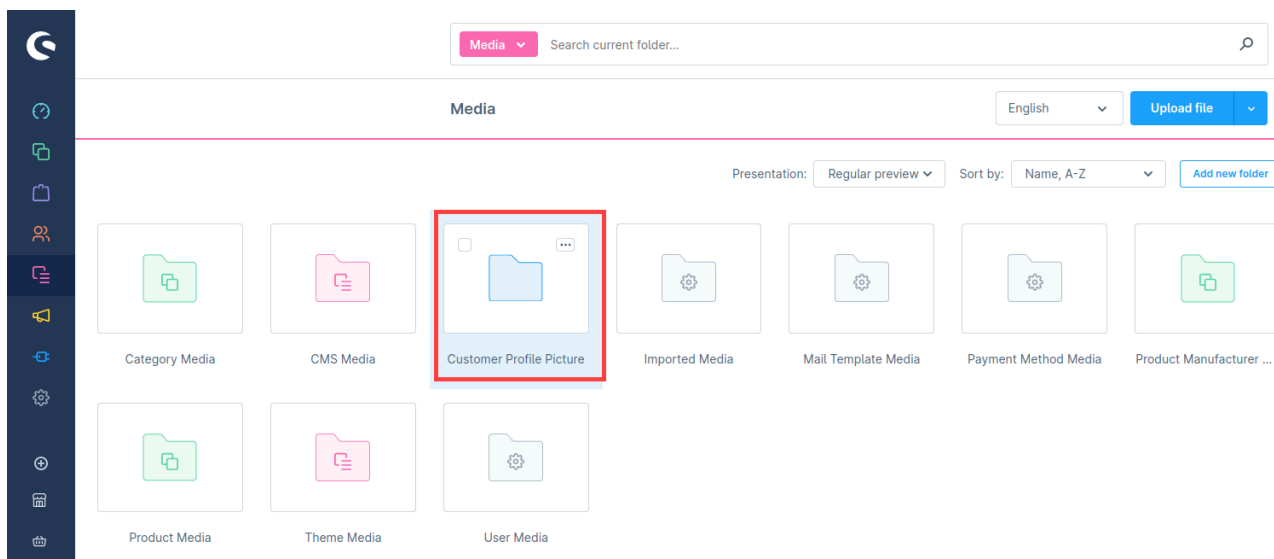 Media Search current folder...
Media English Upload file
Presentation: Regular preview Sort by: Name, A-Z Add new folder
Category Media CMS Media Customer Profile Picture Imported Media Mail Template Media Payment Method Media Product Manufacturer ...
Product Media Theme Media User Media